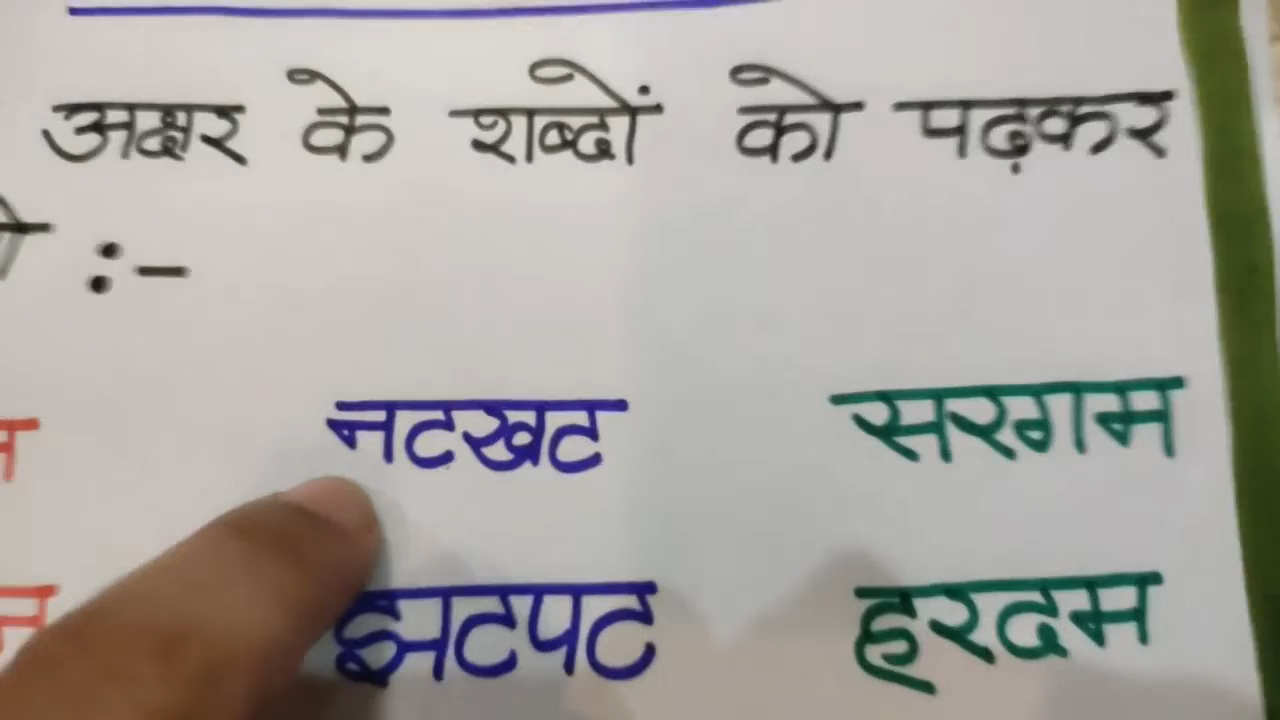 अक्षर के शब्दों को पढ़कर
:-
नटखट सरगम
झटपट हरदम